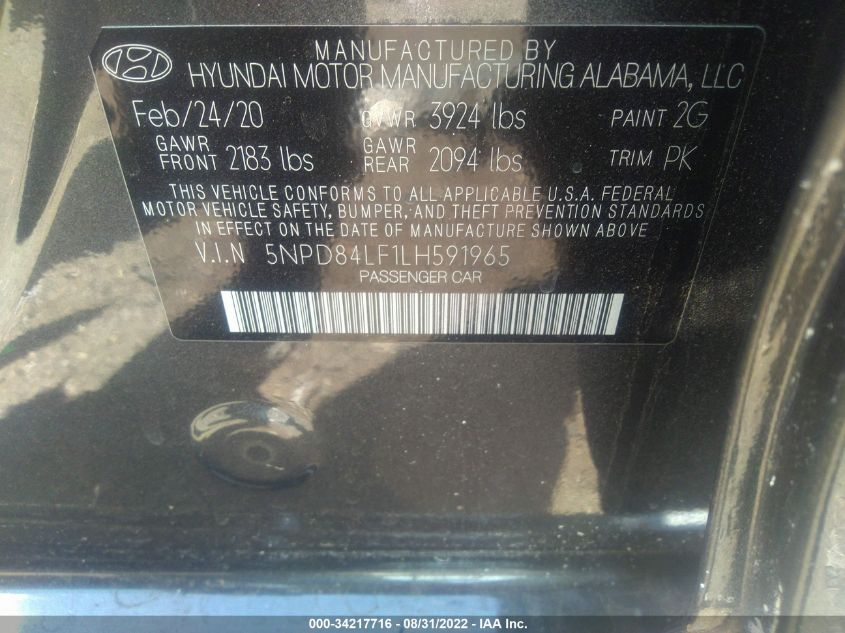 MANUFACTURED BY
HYUNDAI MOTOR MANUFACTURING ALABAMA, LLC
Feb/24/20 GVWR 3924 lbs PAINT 2G
GAWR FRONT 2183 lbs GAWR REAR 2094 lbs TRIM PK
THIS VEHICLE CONFORMS TO ALL APPLICABLE U.S.A. FEDERAL
MOTOR VEHICLE SAFETY, BUMPER, AND THEFT PREVENTION STANDARDS
IN EFFECT ON THE DATE OF MANUFACTURE SHOWN ABOVE
V.I.N 5NPD84LF1LH591965
PASSENGER CAR
000-34217716 - 08/31/2022 - IAA Inc.